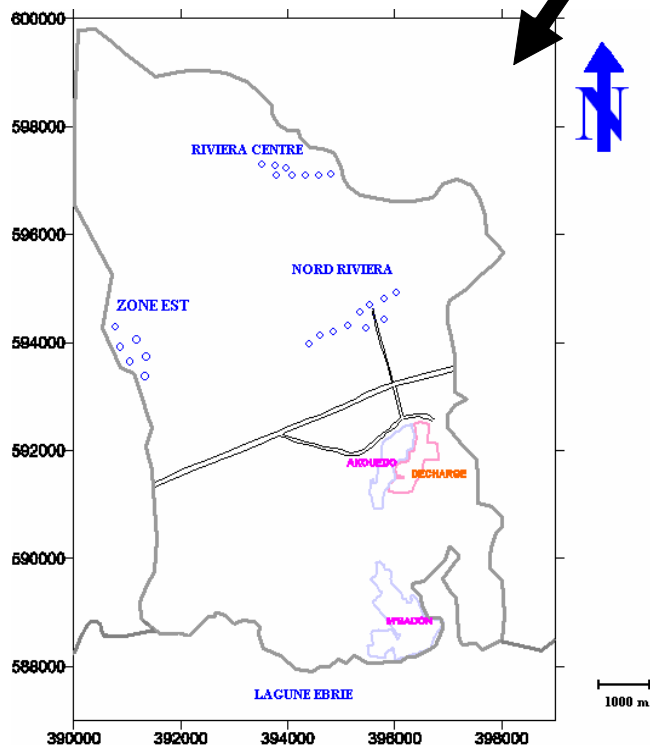 600000
N
598000
RIVIERA CENTRE
596000
NORD RIVIERA
ZONE EST
594000
592000
AKOUEDO
DECHARGE
590000
M'BADON
588000
LAGUNE EBRIE
1000 m
390000 392000 394000 396000 398000